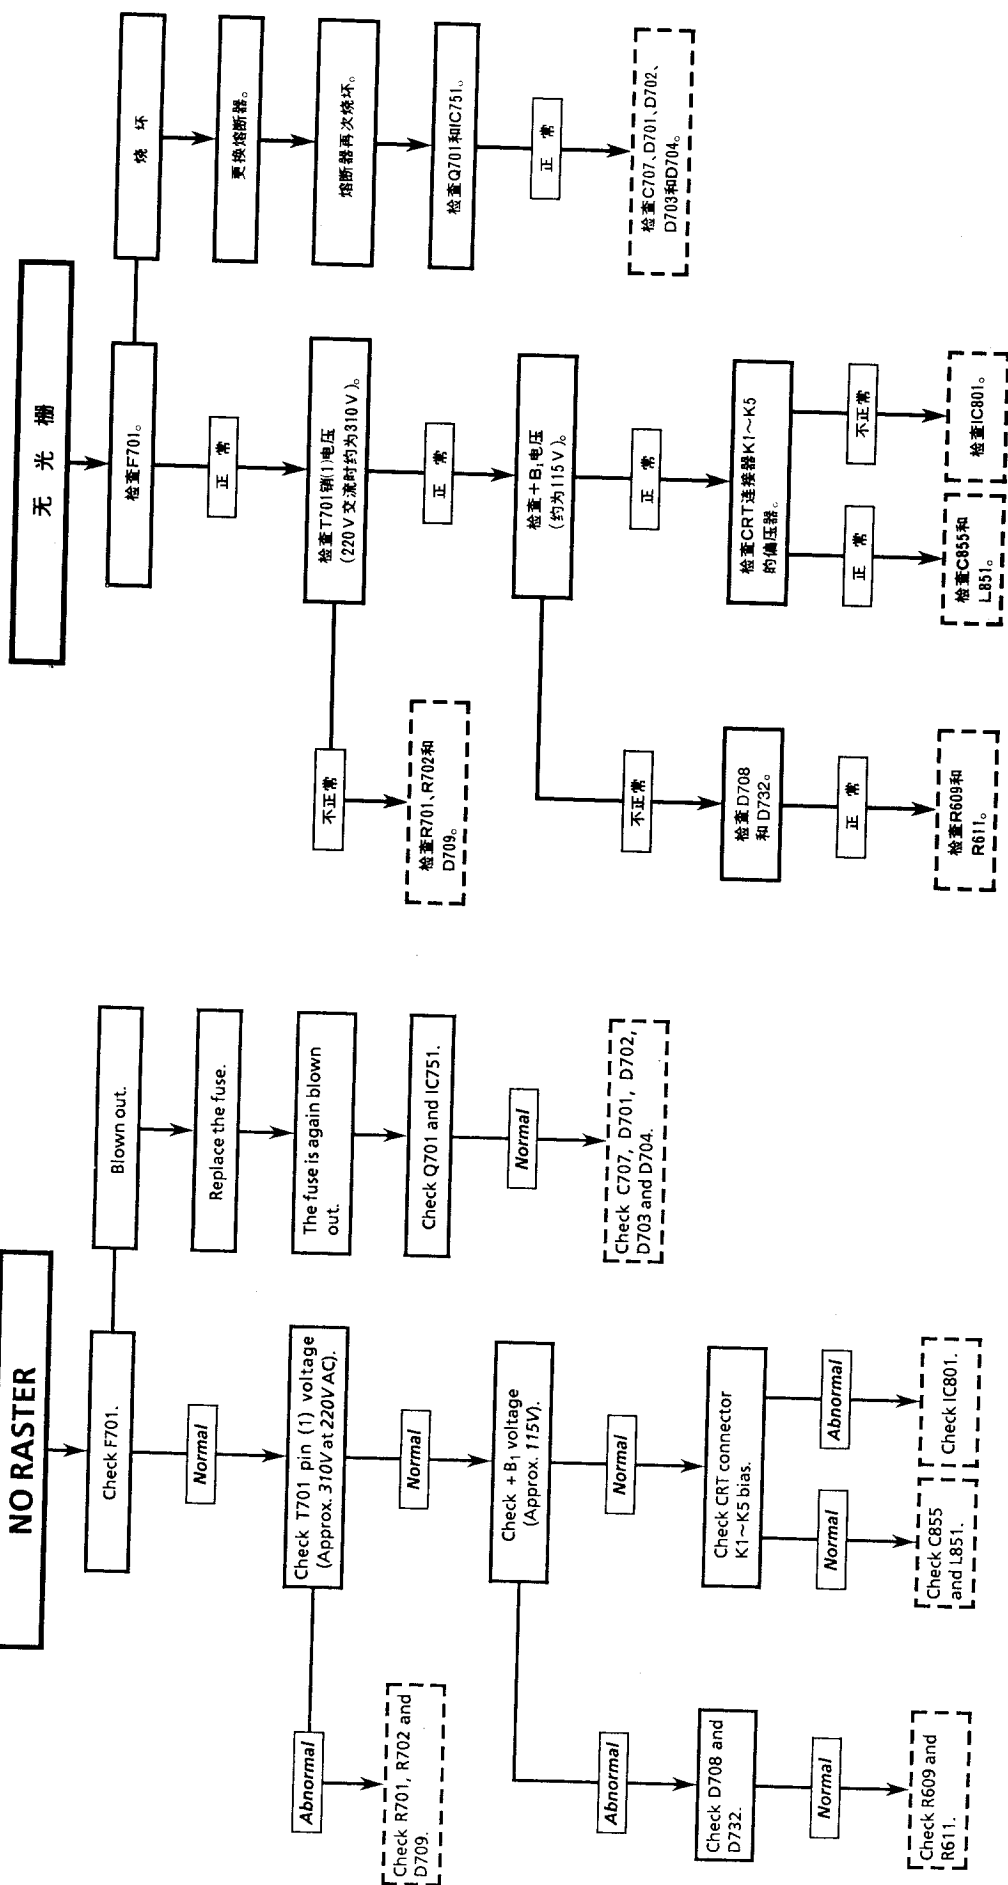 NO RASTER
Check F701.
Blown out.
Normal
Replace the fuse.
Check T701 pin (1) voltage
(Approx. 310V at 220V AC).
The fuse is again blown
out.
Abnormal
Normal
Check Q701 and IC751.
Check R701, R702 and
D709.
Normal
Check +B1 voltage
(Approx. 115V).
Check C707, D701, D702,
D703 and D704.
Abnormal
Normal
Check D708 and
D732.
Check CRT connector
K1~K5 bias.
Normal
Normal
Abnormal
Check R609 and
R611.
Check C855
and L851.
Check IC801.
无光栅
检查F701。
烧坏
正常
更换熔断器。
检查T701销(1)电压
(220V交流时约为310V)。
熔断器再次烧坏。
不正常
正常
检查Q701和IC751。
检查R701、R702和
D709。
正常
检查+B1电压
(约为115V)。
检查C707、D701、D702、
D703和D704。
不正常
正常
检查D708
和D732。
检查CRT连接器K1~K5
的偏压器。
正常
正常
不正常
检查R609和
R611。
检查C855和
L851。
检查IC801。